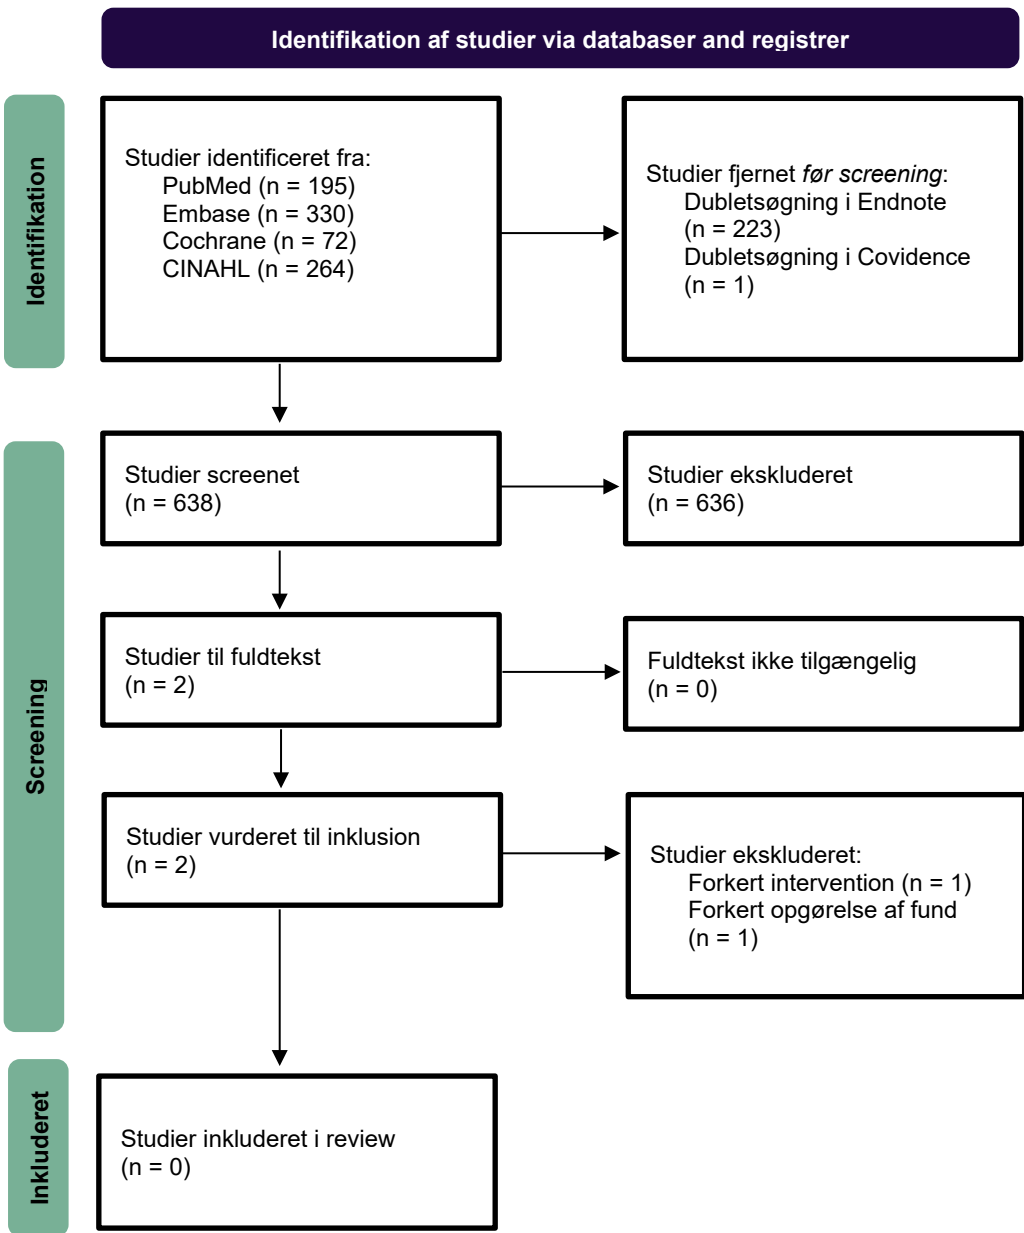 Identifikation af studier via databaser and registrer
Identifikation
Studier identificeret fra:
PubMed (n = 195)
Embase (n = 330)
Cochrane (n = 72)
CINAHL (n = 264)
Studier fjernet før screening:
Dubletsøgning i Endnote
(n = 223)
Dubletsøgning i Covidence
(n = 1)
Screening
Studier screenet
(n = 638)
Studier ekskluderet
(n = 636)
Studier til fuldtekst
(n = 2)
Fuldtekst ikke tilgængelig
(n = 0)
Studier vurderet til inklusion
(n = 2)
Studier ekskluderet:
Forkert intervention (n = 1)
Forkert opgørelse af fund
(n = 1)
Inkluderet
Studier inkluderet i review
(n = 0)